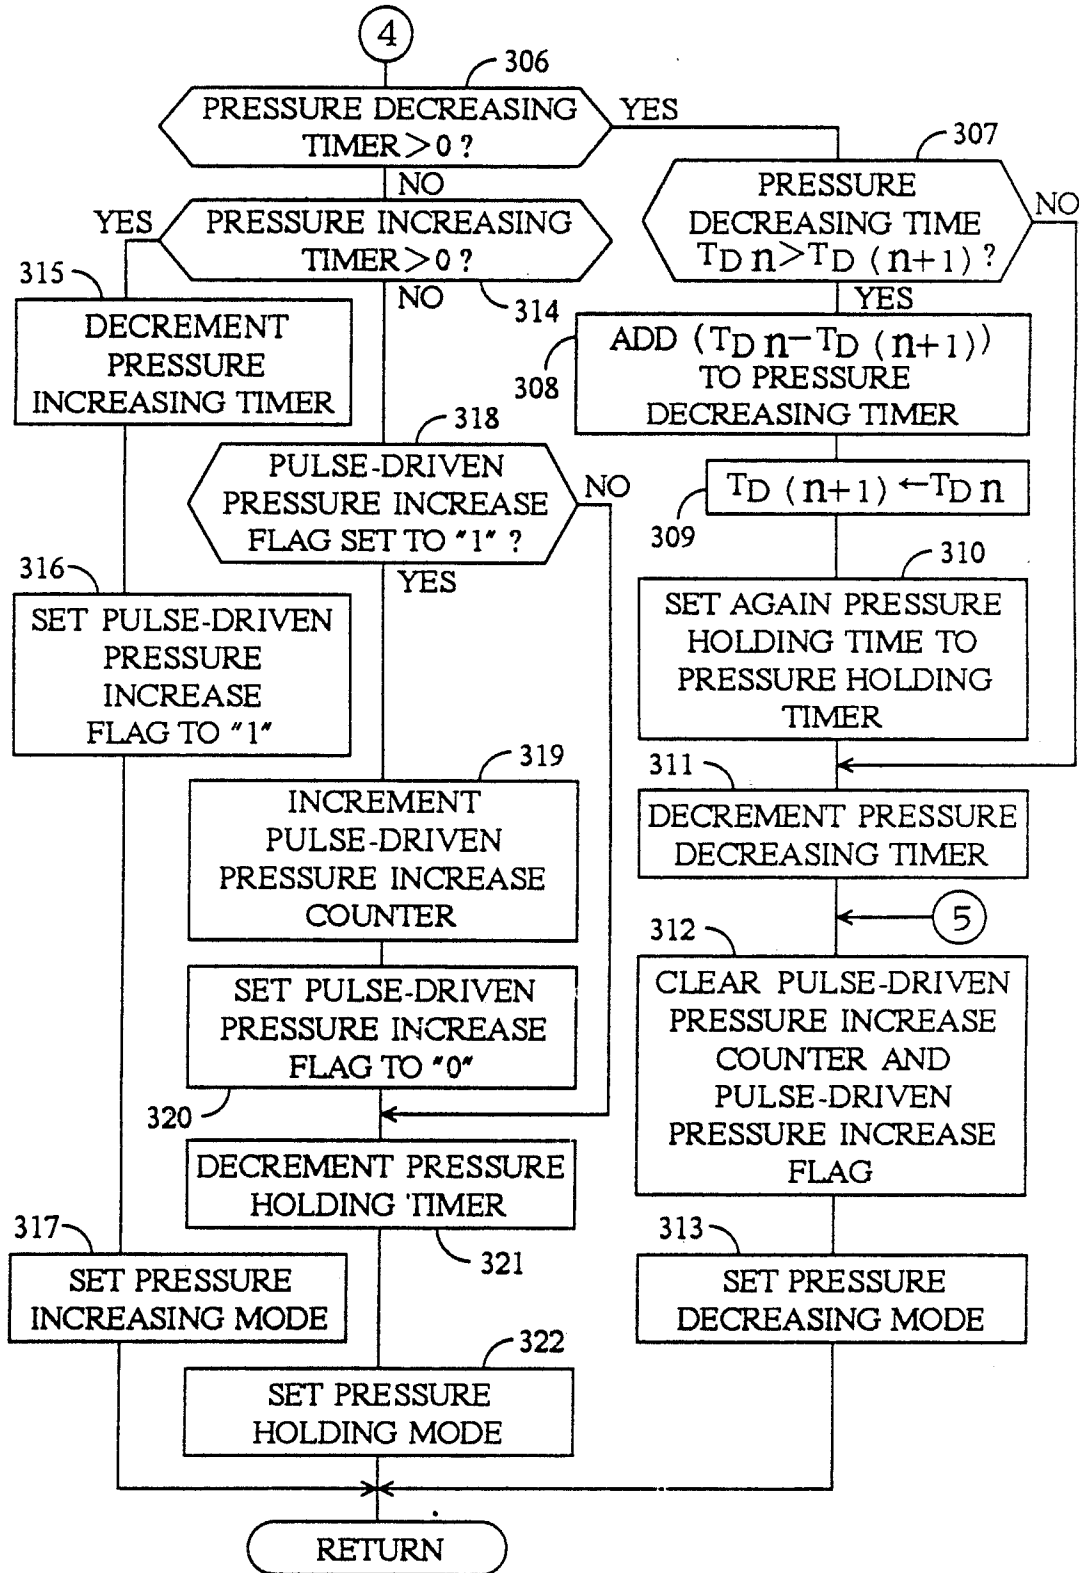 4
306
PRESSURE DECREASING
TIMER>0?
YES
NO
307
PRESSURE
DECREASING TIME
TD n>TD (n+1)?
NO
YES
YES
PRESSURE INCREASING
TIMER>0?
NO
314
315
DECREMENT
PRESSURE
INCREASING TIMER
ADD (TD n-TD (n+1))
TO PRESSURE
DECREASING TIMER
308
318
PULSE-DRIVEN
PRESSURE INCREASE
FLAG SET TO "1"?
NO
YES
TD (n+1) ←TD n
309
310
SET AGAIN PRESSURE
HOLDING TIME TO
PRESSURE HOLDING
TIMER
316
SET PULSE-DRIVEN
PRESSURE
INCREASE
FLAG TO "1"
319
INCREMENT
PULSE-DRIVEN
PRESSURE INCREASE
COUNTER
311
DECREMENT PRESSURE
DECREASING TIMER
5
312
CLEAR PULSE-DRIVEN
PRESSURE INCREASE
COUNTER AND
PULSE-DRIVEN
PRESSURE INCREASE
FLAG
SET PULSE-DRIVEN
PRESSURE INCREASE
FLAG TO "0"
320
DECREMENT PRESSURE
HOLDING TIMER
321
317
SET PRESSURE
INCREASING MODE
313
SET PRESSURE
DECREASING MODE
322
SET PRESSURE
HOLDING MODE
RETURN